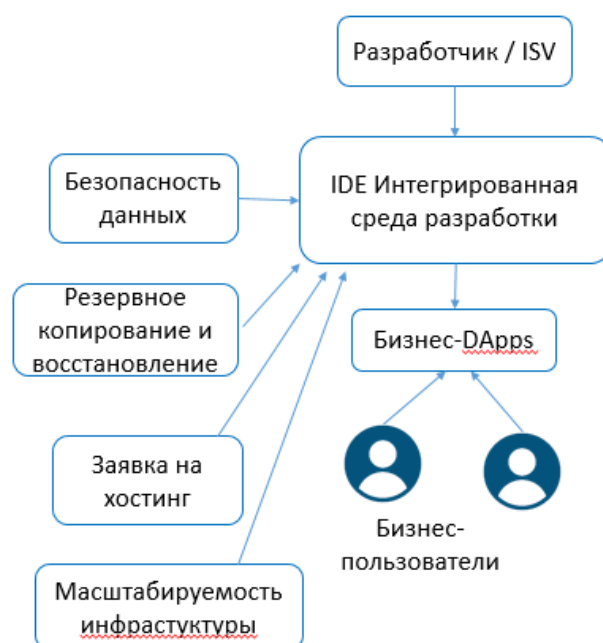 Разработчик / ISV
IDE Интегрированная
среда разработки
Безопасность
данных
Резервное
копирование и
восстановление
Бизнес-DApps
Заявка на
хостинг
Бизнес-
пользователи
Масштабируемость
инфрастуктуры